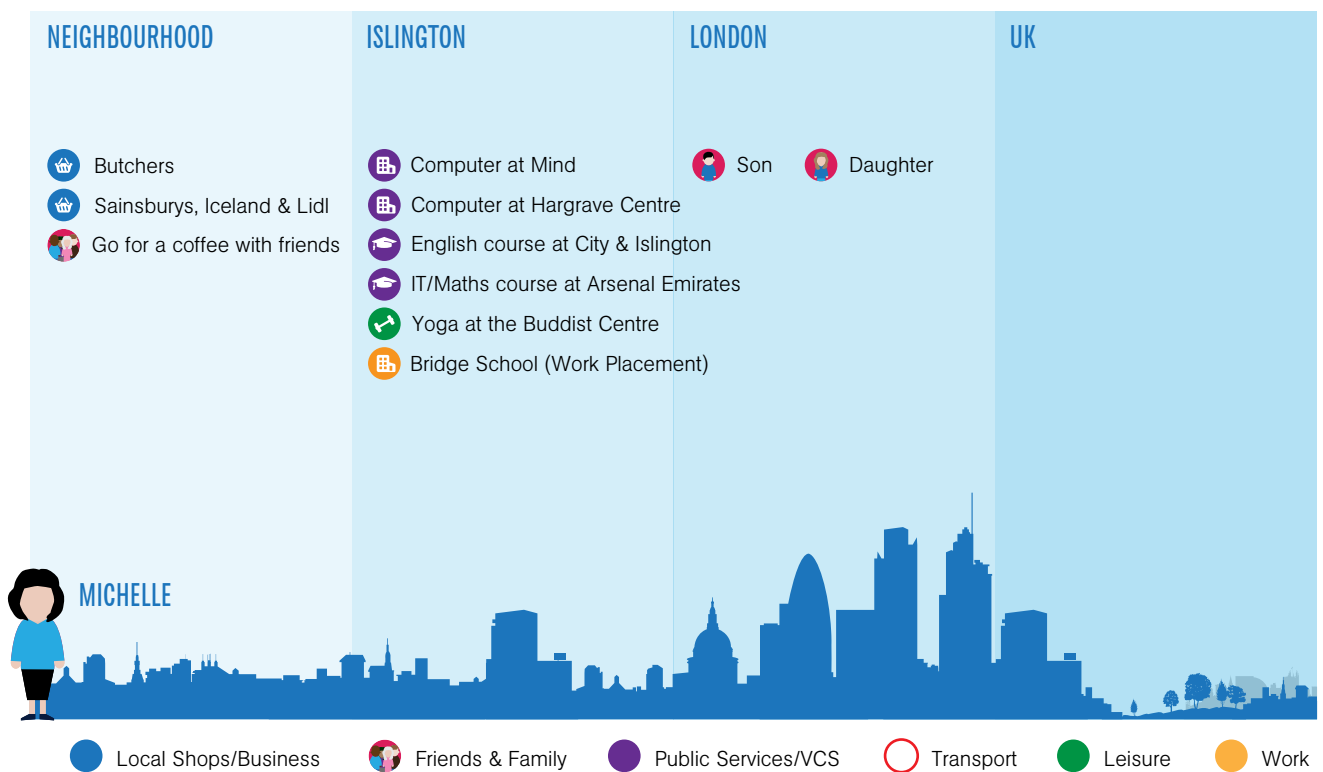 NEIGHBOURHOOD
ISLINGTON
LONDON
UK
Butchers
Sainsburys, Iceland & Lidl
Go for a coffee with friends
Computer at Mind
Computer at Hargrave Centre
English course at City & Islington
IT/Maths course at Arsenal Emirates
Yoga at the Buddist Centre
Bridge School (Work Placement)
Son
Daughter
MICHELLE
Local Shops/Business
Friends & Family
Public Services/VCS
Transport
Leisure
Work